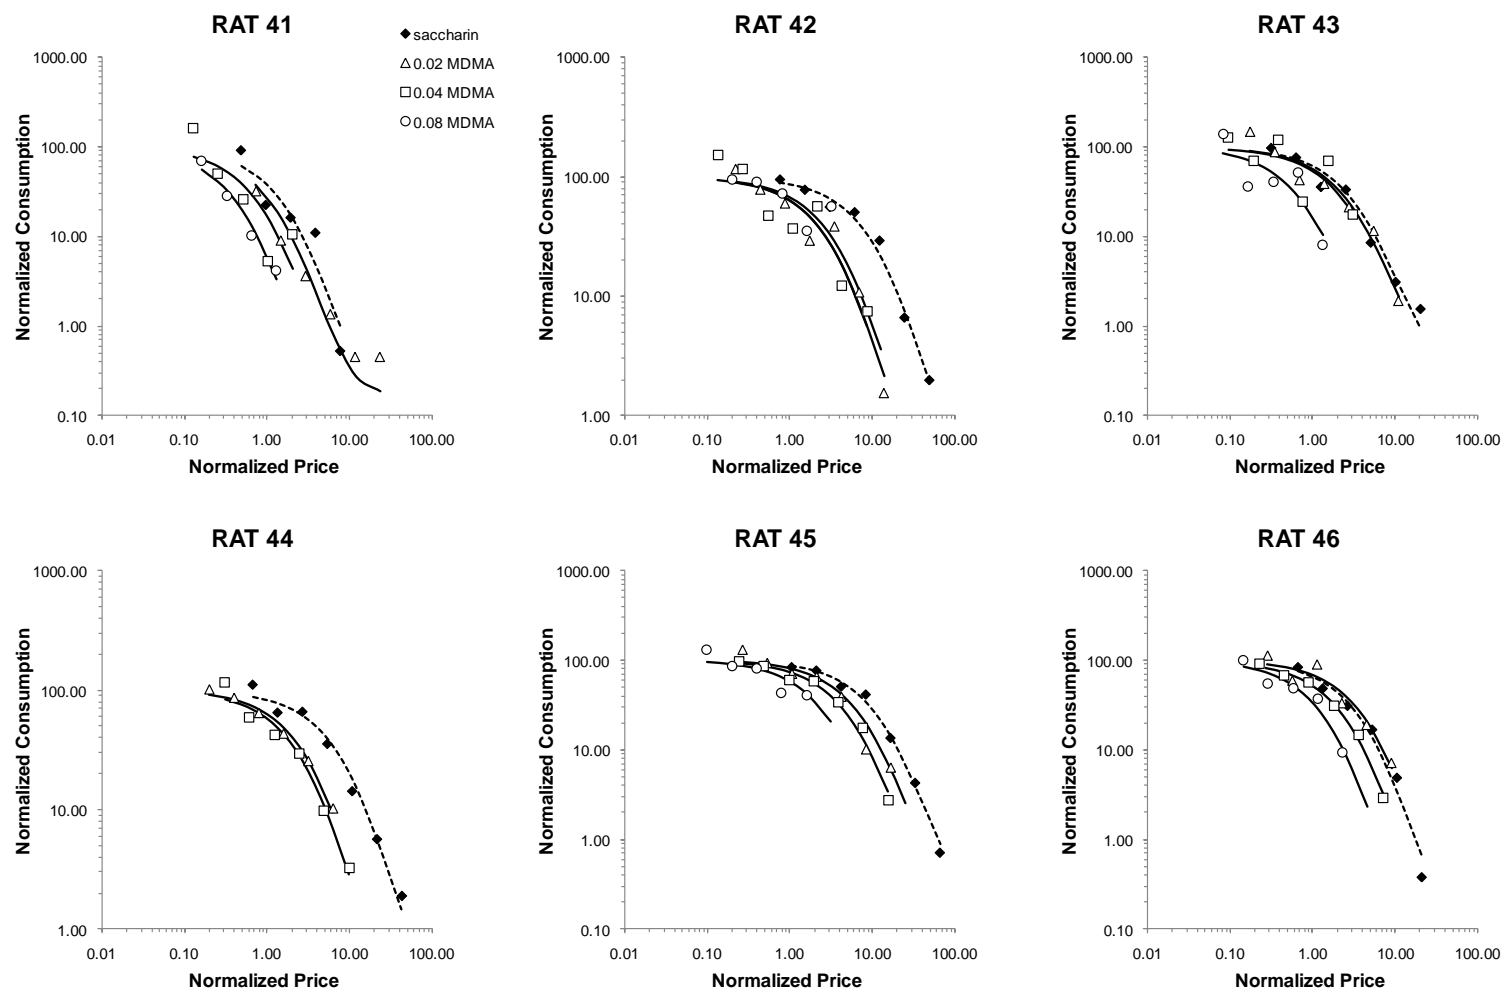 RAT 41
saccharin
0.02 MDMA
0.04 MDMA
0.08 MDMA
1000.00
100.00
10.00
1.00
0.10
Normalized Consumption
0.01 0.10 1.00 10.00 100.00
Normalized Price
RAT 42
1000.00
100.00
10.00
1.00
Normalized Consumption
0.01 0.10 1.00 10.00 100.00
Normalized Price
RAT 43
1000.00
100.00
10.00
1.00
0.10
Normalized Consumption
0.01 0.10 1.00 10.00 100.00
Normalized Price
RAT 44
1000.00
100.00
10.00
1.00
Normalized Consumption
0.01 0.10 1.00 10.00 100.00
Normalized Price
RAT 45
1000.00
100.00
10.00
1.00
0.10
Normalized Consumption
0.01 0.10 1.00 10.00 100.00
Normalized Price
RAT 46
1000.00
100.00
10.00
1.00
0.10
Normalized Consumption
0.01 0.10 1.00 10.00 100.00
Normalized Price